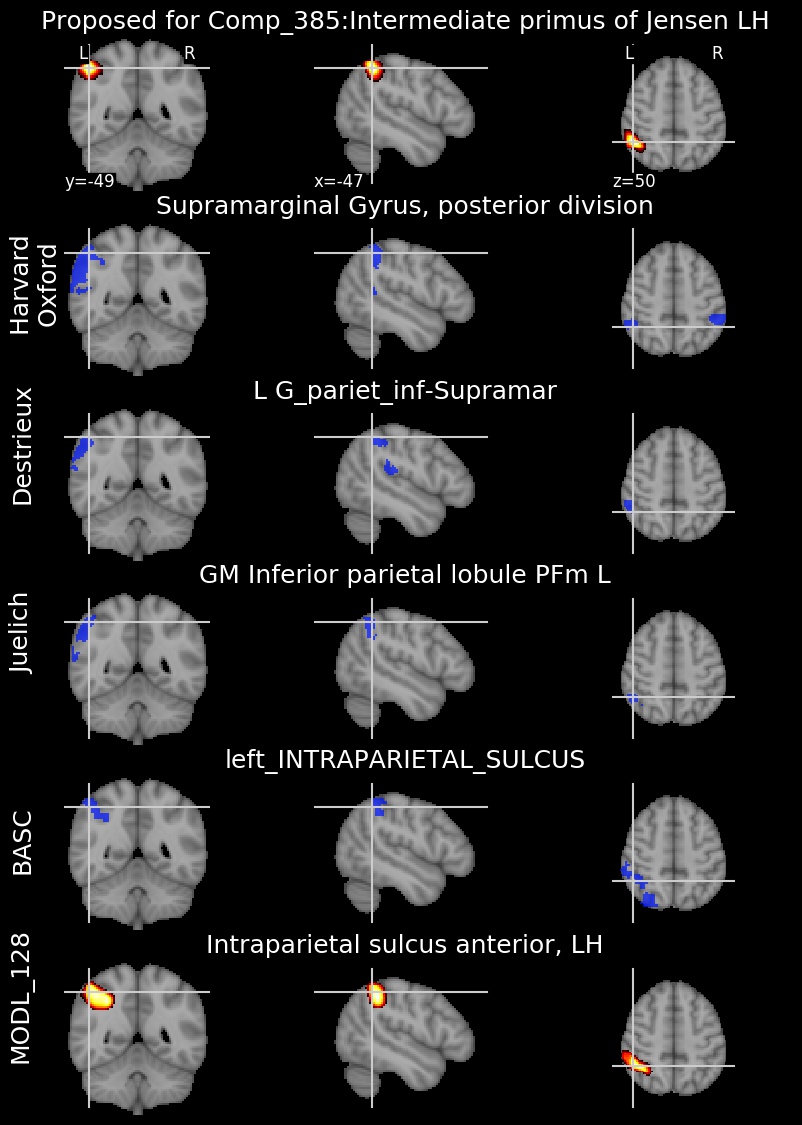 Proposed for Comp_385:Intermediate primus of Jensen LH
L R
L R
y=-49
x=-47
z=50
Supramarginal Gyrus, posterior division
Harvard
Oxford
L G_pariet_inf-Supramar
Destrieux
GM Inferior parietal lobule PFm L
Juelich
left_INTRAPARIETAL_SULCUS
BASC
Intraparietal sulcus anterior, LH
MODL_128